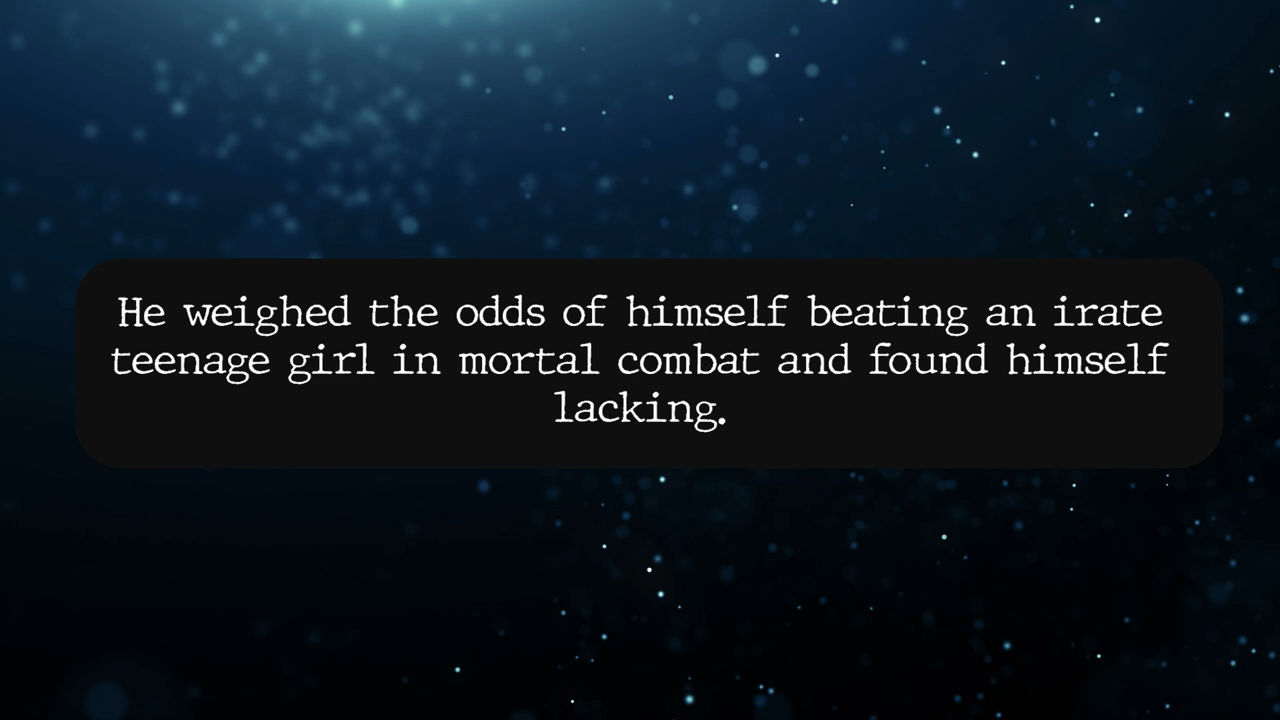 He weighed the odds of himself beating an irate
teenage girl in mortal combat and found himself
lacking.